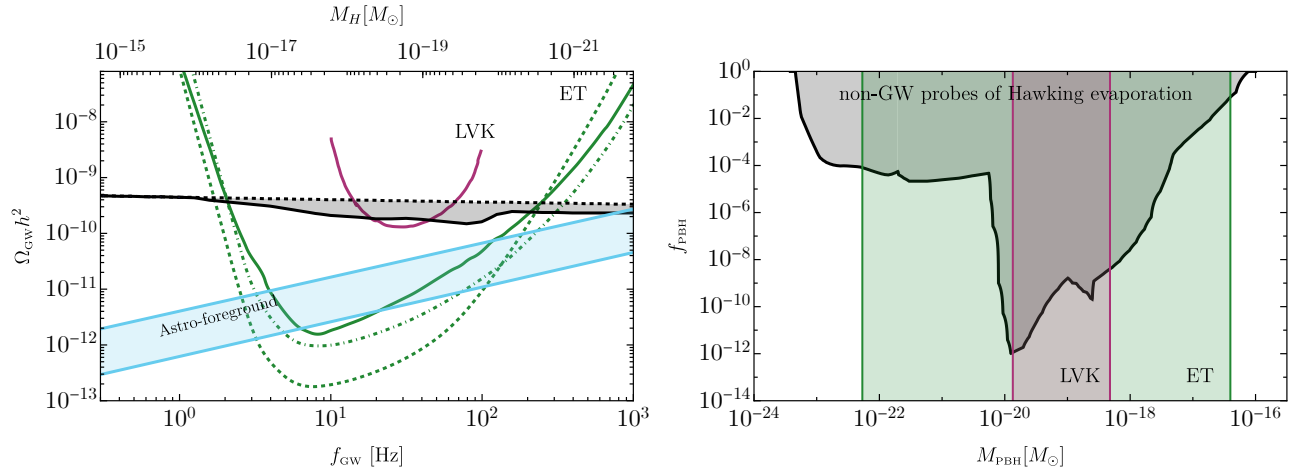 M_H[M_⊙]
10^−15 10^−17 10^−19 10^−21
Ω_GW h^2
10^−8
10^−9
10^−10
10^−11
10^−12
10^−13
ET
LVK
Astro-foreground
10^0 10^1 10^2 10^3
f_GW [Hz]
f_PBH
10^0
10^−2
10^−4
10^−6
10^−8
10^−10
10^−12
10^−14
non-GW probes of Hawking evaporation
LVK ET
10^−24 10^−22 10^−20 10^−18 10^−16
M_PBH[M_⊙]